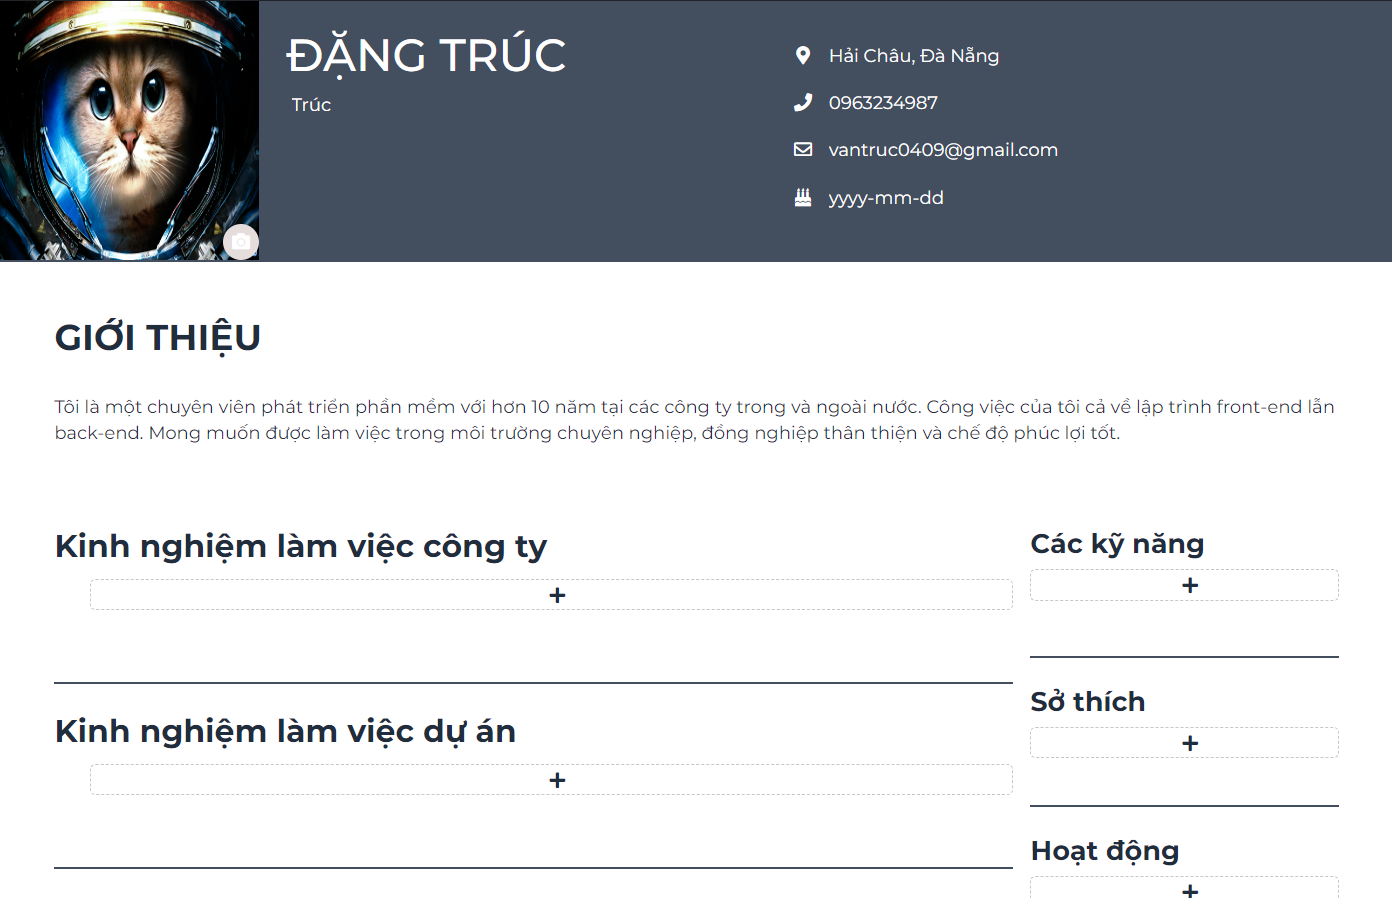 ĐẶNG TRÚC
Trúc
Hải Châu, Đà Nẵng
0963234987
vantruc0409@gmail.com
yyyy-mm-dd
GIỚI THIỆU
Tôi là một chuyên viên phát triển phần mềm với hơn 10 năm tại các công ty trong và ngoài nước. Công việc của tôi cả về lập trình front-end lẫn
back-end. Mong muốn được làm việc trong môi trường chuyên nghiệp, đồng nghiệp thân thiện và chế độ phúc lợi tốt.
Kinh nghiệm làm việc công ty
+
Kinh nghiệm làm việc dự án
+
Các kỹ năng
+
Sở thích
+
Hoạt động
+